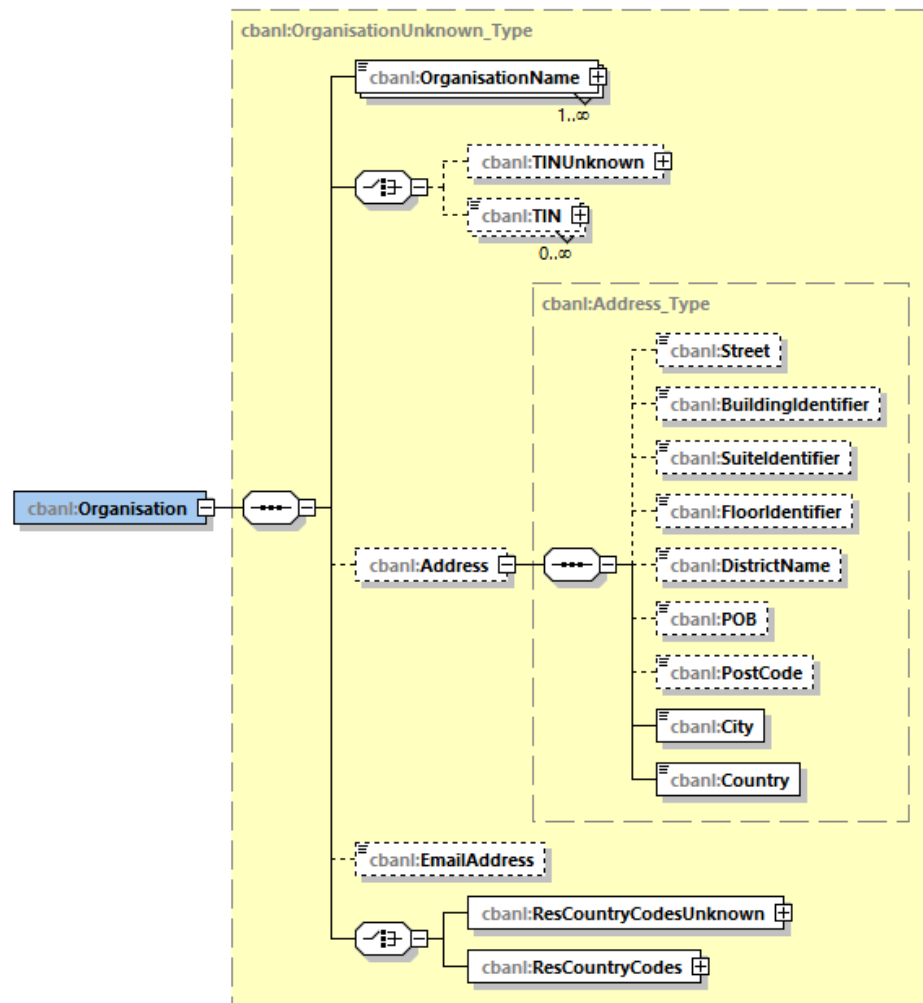 cbanl:OrganisationUnknown_Type
cbanl:OrganisationName
1..∞
cbanl:TINUnknown
cbanl:TIN
0..∞
cbanl:Address_Type
cbanl:Street
cbanl:BuildingIdentifier
cbanl:SuiteIdentifier
cbanl:FloorIdentifier
cbanl:Organisation
cbanl:Address
cbanl:DistrictName
cbanl:POB
cbanl:PostCode
cbanl:City
cbanl:Country
cbanl:EmailAddress
cbanl:ResCountryCodesUnknown
cbanl:ResCountryCodes